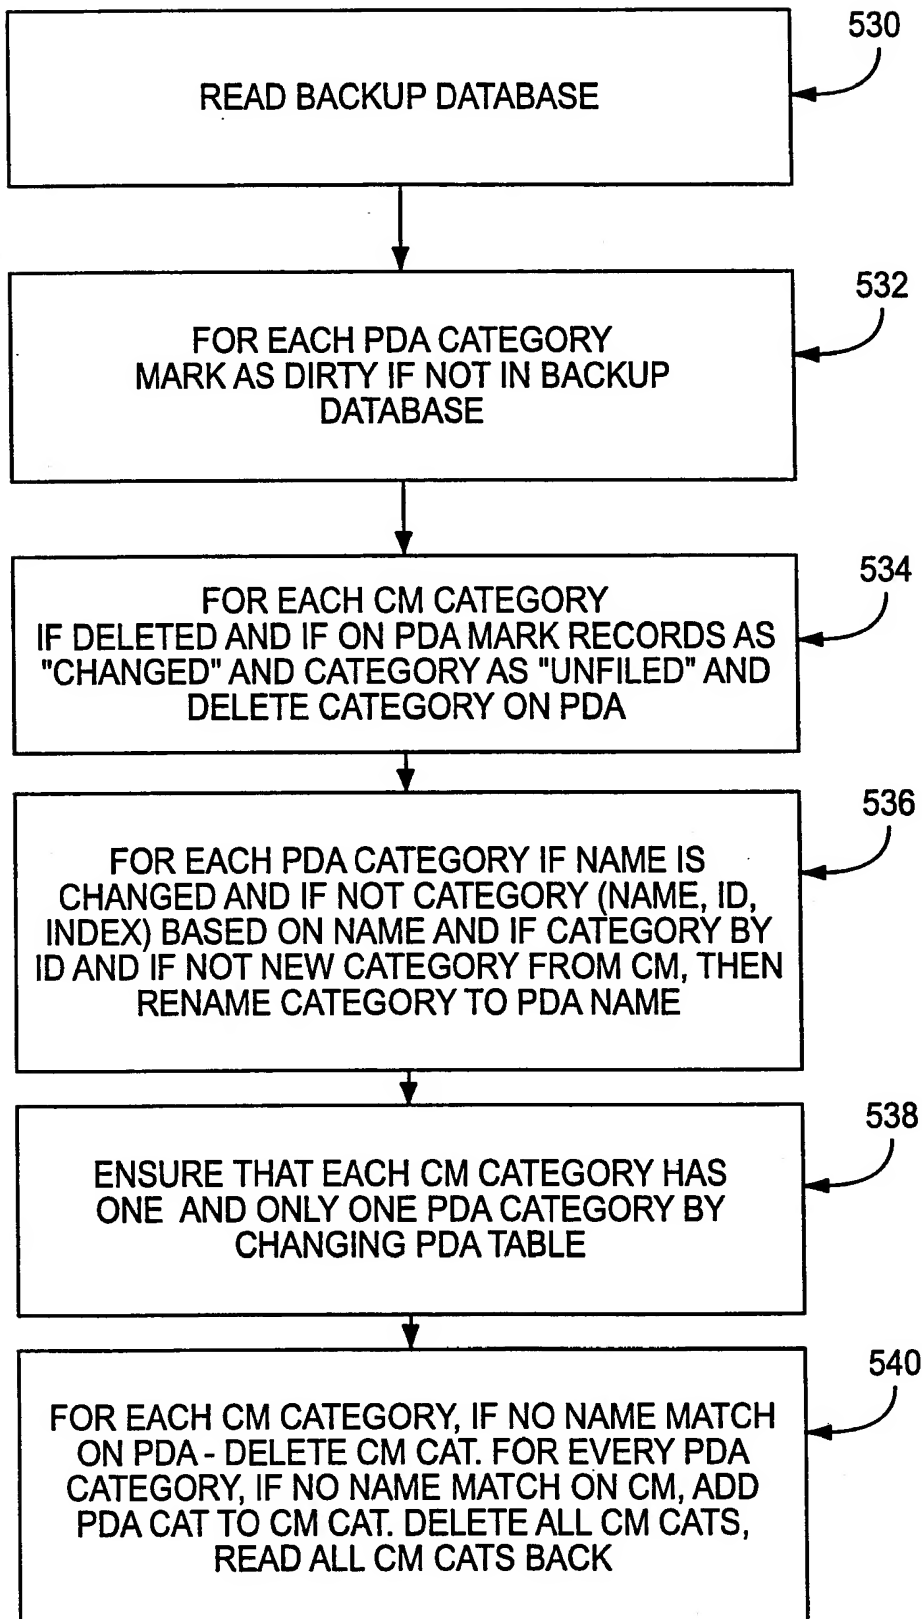 530
READ BACKUP DATABASE
532
FOR EACH PDA CATEGORY
MARK AS DIRTY IF NOT IN BACKUP
DATABASE
534
FOR EACH CM CATEGORY
IF DELETED AND IF ON PDA MARK RECORDS AS
"CHANGED" AND CATEGORY AS "UNFILED" AND
DELETE CATEGORY ON PDA
536
FOR EACH PDA CATEGORY IF NAME IS
CHANGED AND IF NOT CATEGORY (NAME, ID,
INDEX) BASED ON NAME AND IF CATEGORY BY
ID AND IF NOT NEW CATEGORY FROM CM, THEN
RENAME CATEGORY TO PDA NAME
538
ENSURE THAT EACH CM CATEGORY HAS
ONE AND ONLY ONE PDA CATEGORY BY
CHANGING PDA TABLE
540
FOR EACH CM CATEGORY, IF NO NAME MATCH
ON PDA - DELETE CM CAT. FOR EVERY PDA
CATEGORY, IF NO NAME MATCH ON CM, ADD
PDA CAT TO CM CAT. DELETE ALL CM CATS,
READ ALL CM CATS BACK